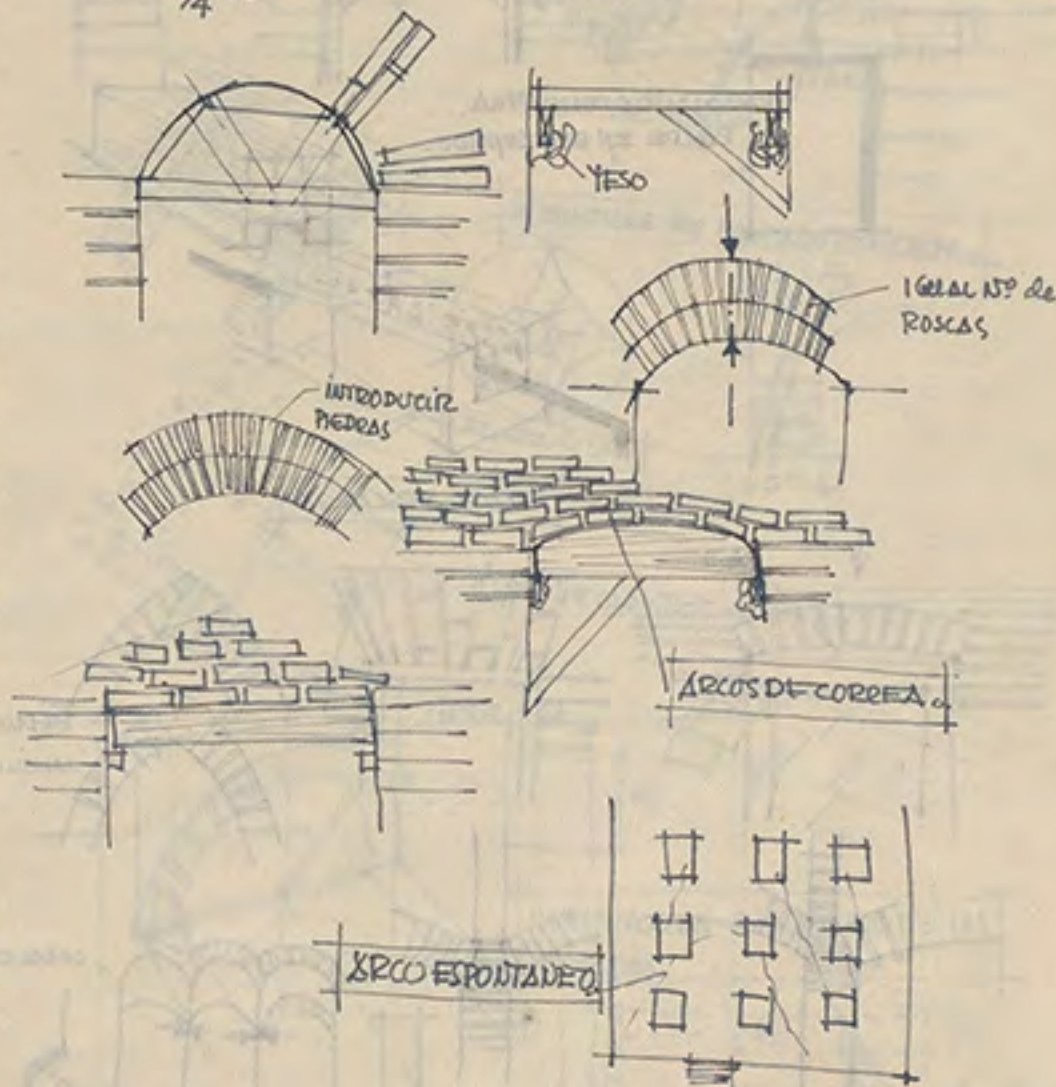 YESO
IGUAL Nº de
ROSCAS
INTRODUCIR
PIEDRAS
ARCOS DE CORREA.
ARCO ESPONTANEO.